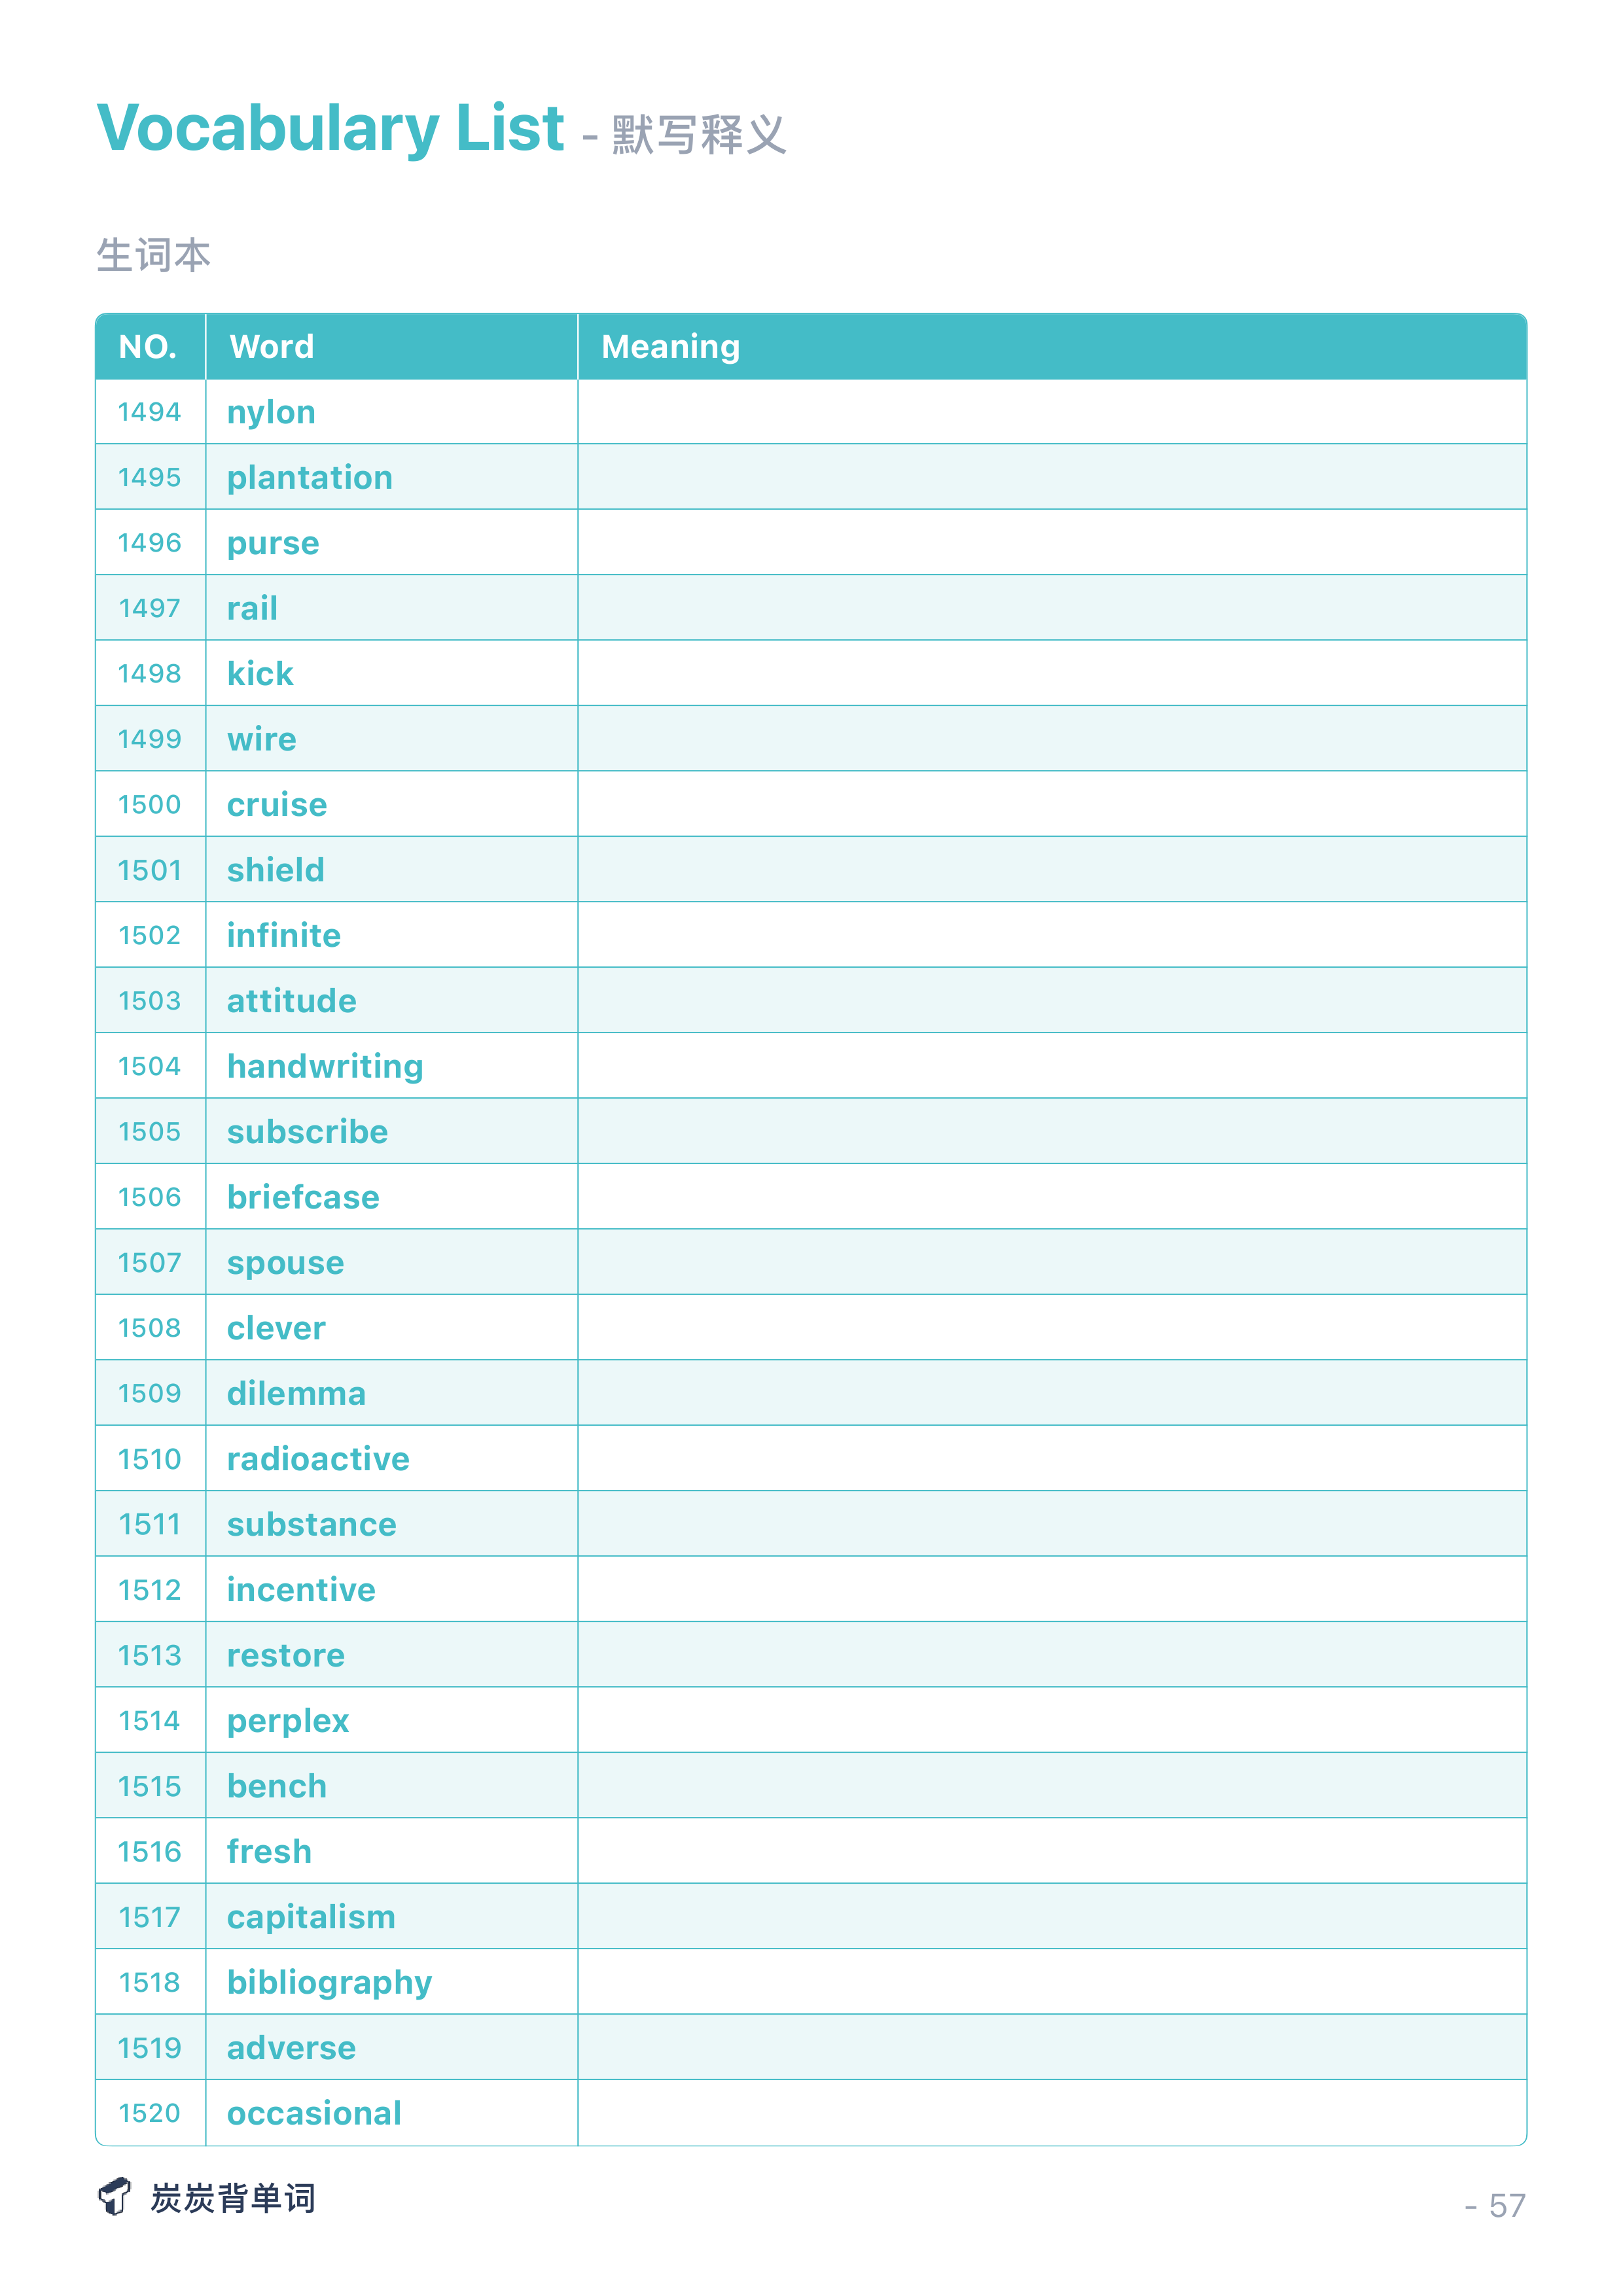 Vocabulary List - 默写释义
生词本
NO. Word Meaning
1494 nylon
1495 plantation
1496 purse
1497 rail
1498 kick
1499 wire
1500 cruise
1501 shield
1502 infinite
1503 attitude
1504 handwriting
1505 subscribe
1506 briefcase
1507 spouse
1508 clever
1509 dilemma
1510 radioactive
1511 substance
1512 incentive
1513 restore
1514 perplex
1515 bench
1516 fresh
1517 capitalism
1518 bibliography
1519 adverse
1520 occasional
炭炭背单词
- 57